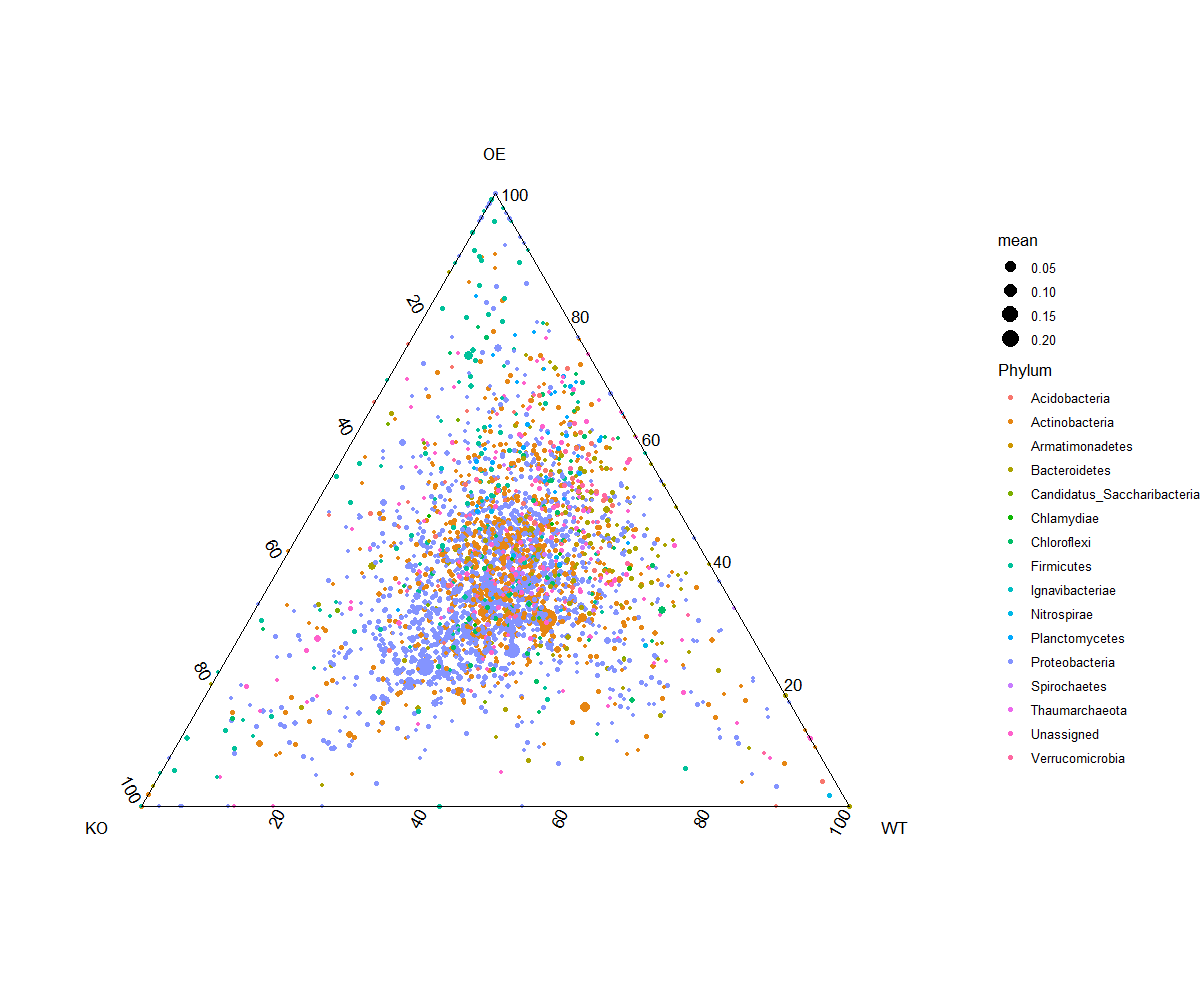 OE
100
20
80
40
60
60
40
80
20
100
20
40
60
80
100
KO
WT
mean
0.05
0.10
0.15
0.20
Phylum
Acidobacteria
Actinobacteria
Armatimonadetes
Bacteroidetes
Candidatus_Saccharibacteria
Chlamydiae
Chloroflexi
Firmicutes
Ignavibacteriae
Nitrospirae
Planctomycetes
Proteobacteria
Spirochaetes
Thaumarchaeota
Unassigned
Verrucomicrobia